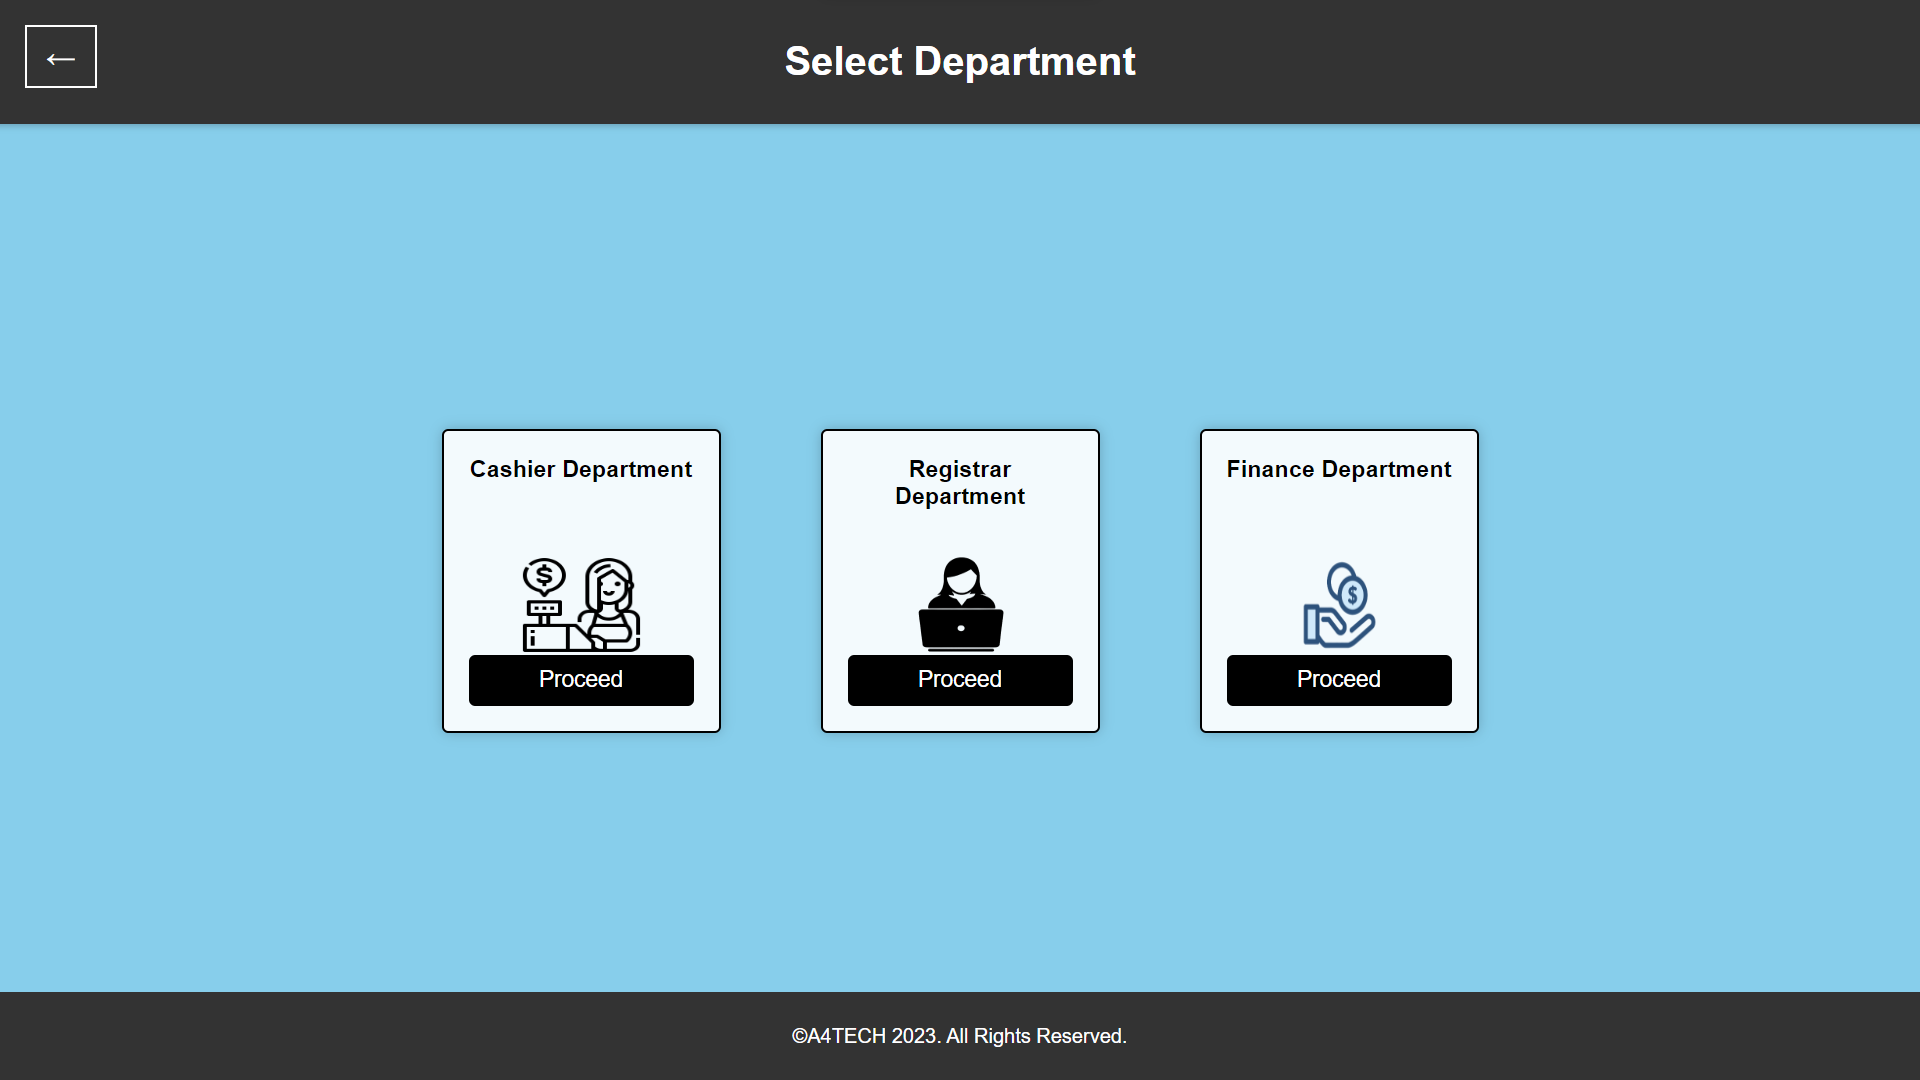 ←
Select Department
Cashier Department
$
Proceed
Registrar
Department
Proceed
Finance Department
$
Proceed
©A4TECH 2023. All Rights Reserved.